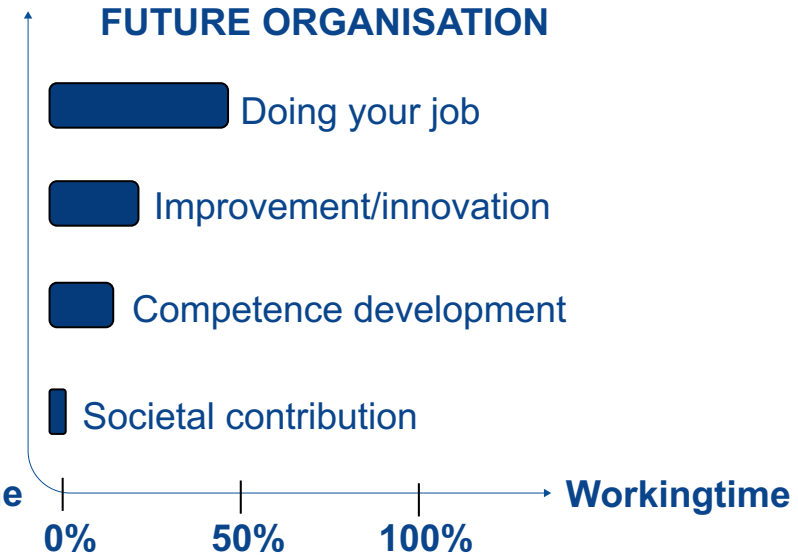 FUTURE ORGANISATION
Doing your job
Improvement/innovation
Competence development
Societal contribution
Workingtime
0% 50% 100%